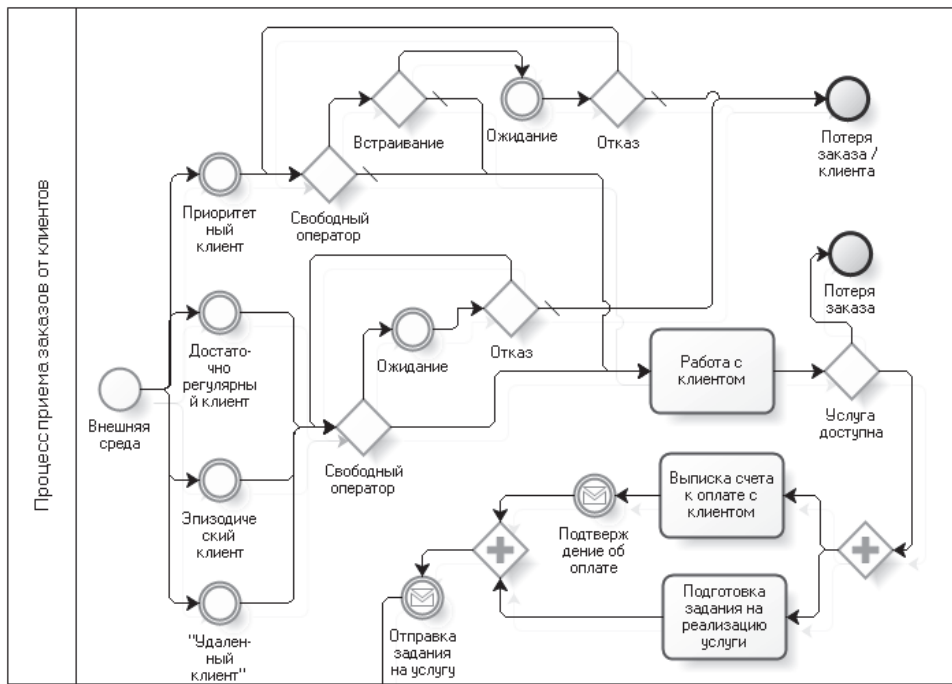 Процесс приема заказов от клиентов
Внешняя
среда
Приоритет
ный
клиент
Достато-
чно
регулярны
й клиент
Эпизодиче
ский
клиент
"Удален-
ный
клиент"
Свободный
оператор
Встраивание
Ожидание
Отказ
Потеря
заказа /
клиента
Свободный
оператор
Ожидание
Отказ
Работа с
клиентом
Потеря
заказа
Услуга
доступна
Выписка счета
к оплате с
клиентом
Подтверж
дение об
оплате
Подготовка
задания на
реализацию
услуги
Отправка
задания
на услугу